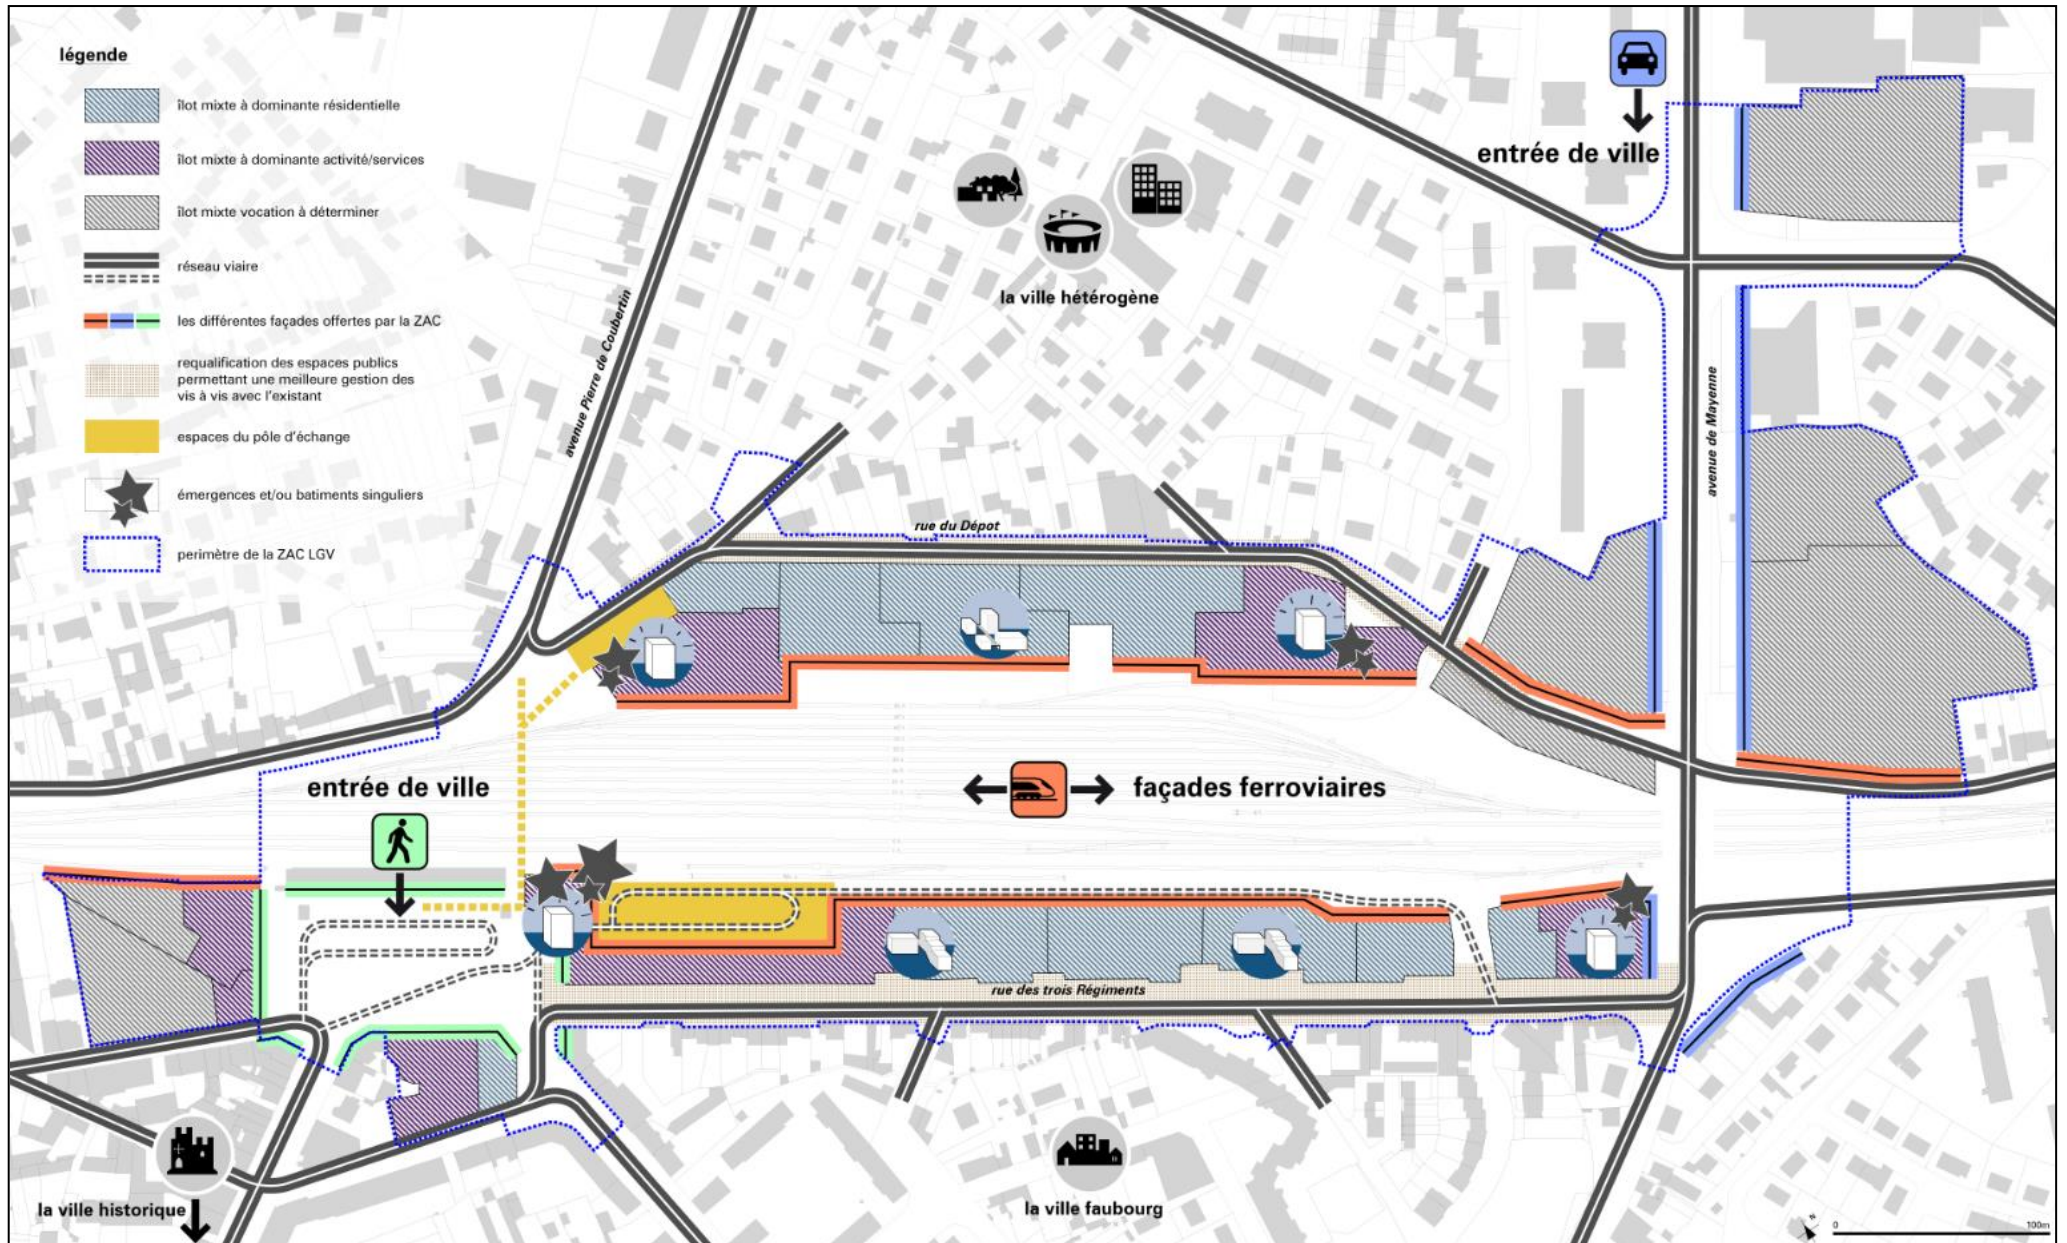 légende
îlot mixte à dominante résidentielle
îlot mixte à dominante activité/services
îlot mixte vocation à déterminer
réseau viaire
les différentes façades offertes par la ZAC
requalification des espaces publics
permettant une meilleure gestion des
vis à vis avec l'existant
espaces du pôle d'échange
émergences et/ou batiments singuliers
perimètre de la ZAC LGV
entrée de ville
la ville hétérogène
avenue Pierre de Coubertin
avenue de Mayenne
rue du Dépot
entrée de ville
façades ferroviaires
rue des trois Régiments
la ville historique
la ville faubourg
N
0
100m